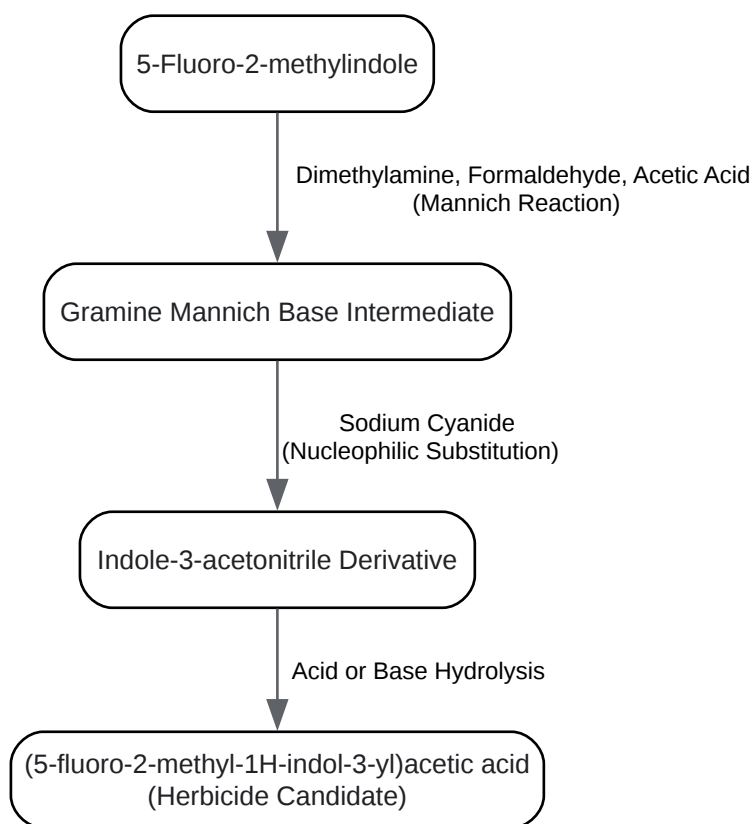 5-Fluoro-2-methylindole
Dimethylamine, Formaldehyde, Acetic Acid
(Mannich Reaction)
Gramine Mannich Base Intermediate
Sodium Cyanide
(Nucleophilic Substitution)
Indole-3-acetonitrile Derivative
Acid or Base Hydrolysis
(5-fluoro-2-methyl-1H-indol-3-yl)acetic acid
(Herbicide Candidate)